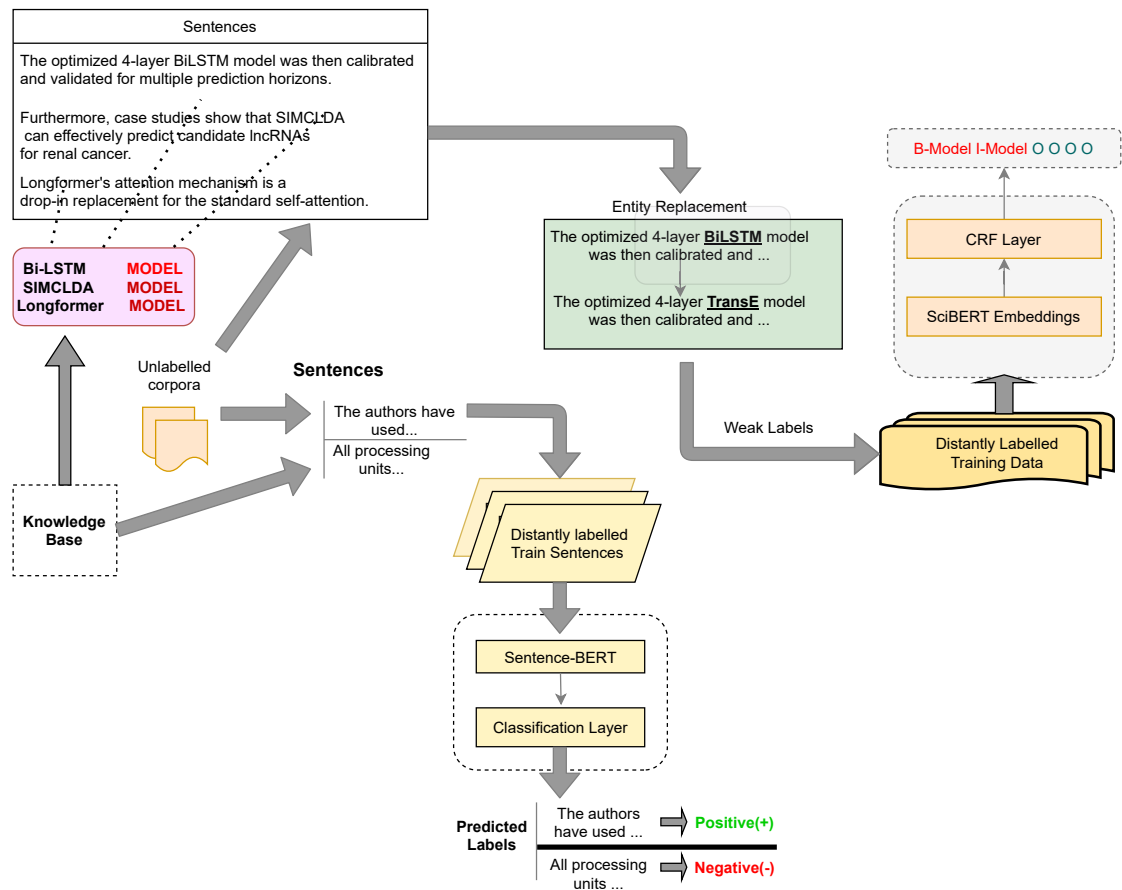 Sentences
The optimized 4-layer BiLSTM model was then calibrated
and validated for multiple prediction horizons.
Furthermore, case studies show that SIMCLDA
can effectively predict candidate lncRNAs
for renal cancer.
Longformer's attention mechanism is a
drop-in replacement for the standard self-attention.
Bi-LSTM MODEL
SIMCLDA MODEL
Longformer MODEL
Unlabelled
corpora
Knowledge
Base
Sentences
The authors have
used...
All processing
units...
Entity Replacement
The optimized 4-layer BiLSTM model
was then calibrated and ...
The optimized 4-layer TransE model
was then calibrated and ...
Weak Labels
B-Model I-Model O O O O
CRF Layer
SciBERT Embeddings
Distantly Labelled
Training Data
Distantly labelled
Train Sentences
Sentence-BERT
Classification Layer
Predicted
Labels
The authors
have used ...
Positive(+)
All processing
units ...
Negative(-)